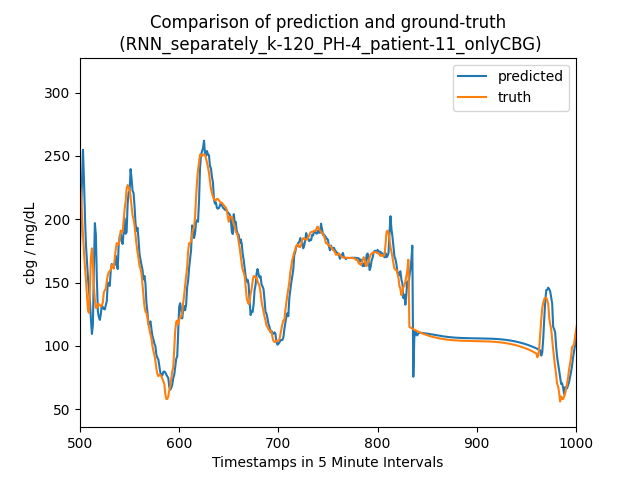 Comparison of prediction and ground-truth
(RNN_separately_k-120_PH-4_patient-11_onlyCBG)
predicted
truth
300
250
200
150
100
50
cbg / mg/dL
500
600
700
800
900
1000
Timestamps in 5 Minute Intervals